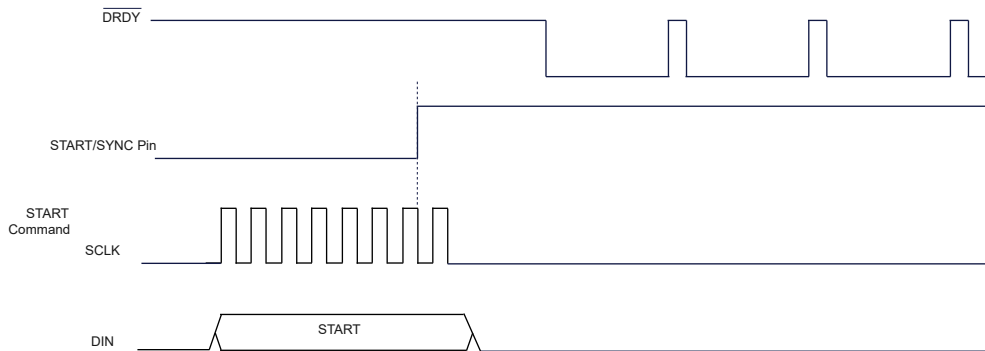 DRDY
START/SYNC Pin
START
Command
SCLK
START
DIN